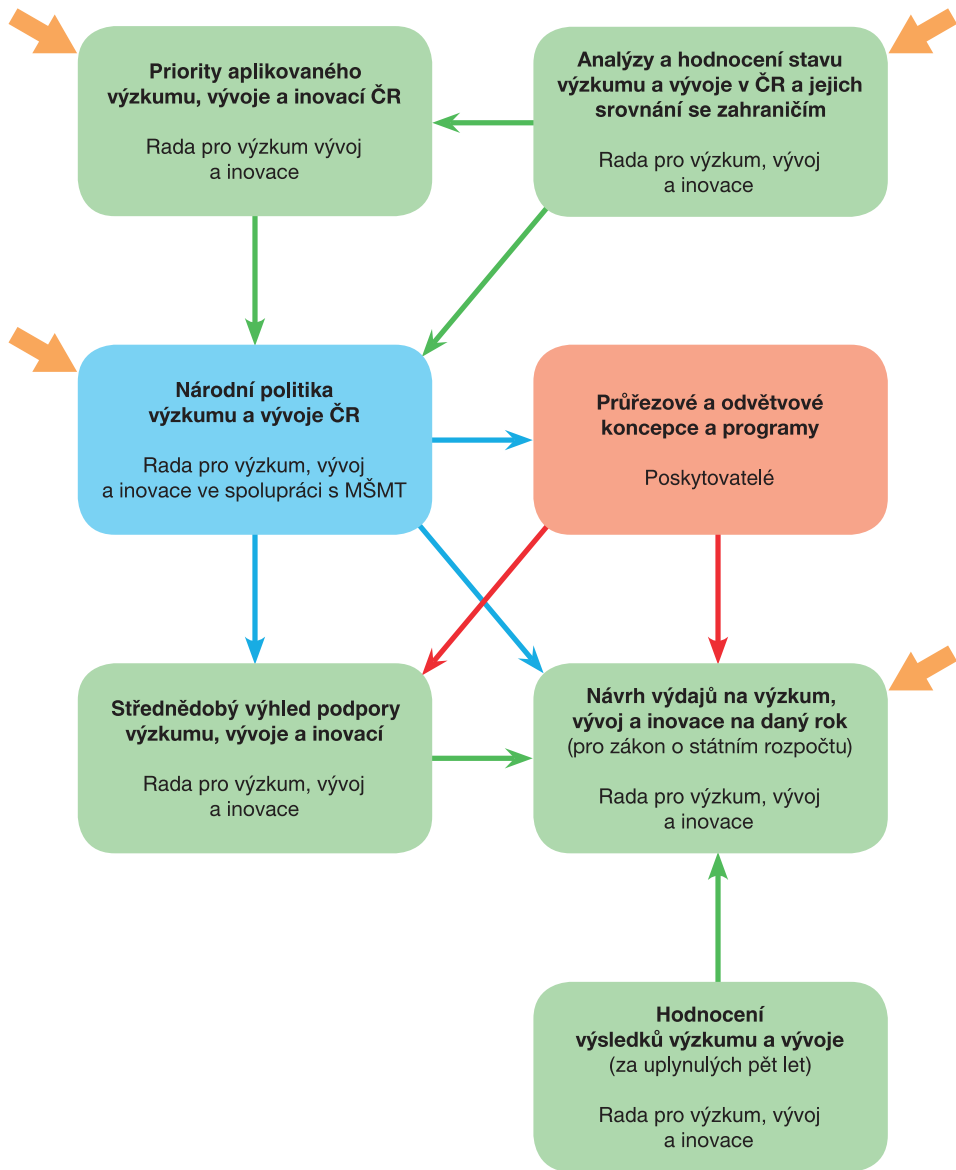 Priority aplikovaného
výzkumu, vývoje a inovací ČR
Rada pro výzkum vývoj
a inovace
Analýzy a hodnocení stavu
výzkumu a vývoje v ČR a jejich
srovnání se zahraničím
Rada pro výzkum, vývoj
a inovace
Národní politika
výzkumu a vývoje ČR
Rada pro výzkum, vývoj
a inovace ve spolupráci s MŠMT
Průřezové a odvětvové
koncepce a programy
Poskytovatelé
Střednědobý výhled podpory
výzkumu, vývoje a inovací
Rada pro výzkum, vývoj
a inovace
Návrh výdajů na výzkum,
vývoj a inovace na daný rok
(pro zákon o státním rozpočtu)
Rada pro výzkum, vývoj
a inovace
Hodnocení
výsledků výzkumu a vývoje
(za uplynulých pět let)
Rada pro výzkum, vývoj
a inovace